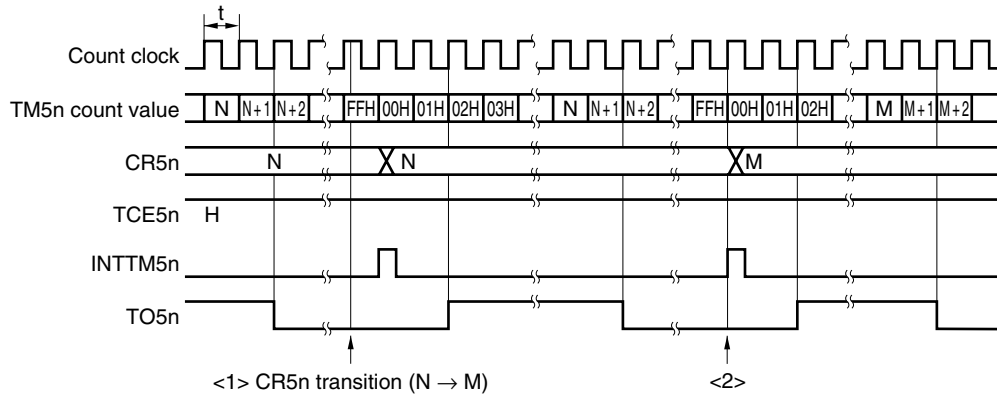 t
Count clock
TM5n count value N N+1 N+2 FFH 00H 01H 02H 03H N N+1 N+2 FFH 00H 01H 02H M M+1 M+2
CR5n N N M
TCE5n H
INTTM5n
TO5n
<1> CR5n transition (N → M) <2>